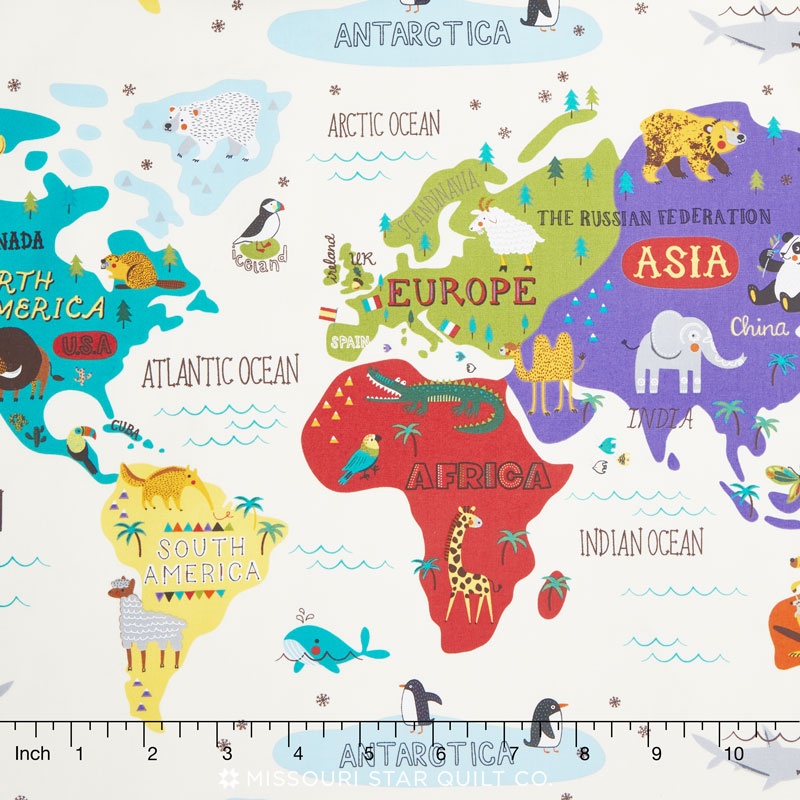 ANTARCTICA
ARCTIC OCEAN
SCANDINAVIA
THE RUSSIAN FEDERATION
NADA
Iceland
Ireland
UK
ASIA
RTH
MERICA
EUROPE
China
U.S.A
SPAIN
ATLANTIC OCEAN
CUBA
INDIA
AFRICA
SOUTH
AMERICA
INDIAN OCEAN
Inch 1 2 3 4 5 6 7 8 9 10
ANTARCTICA
MISSOURI STAR QUILT CO.